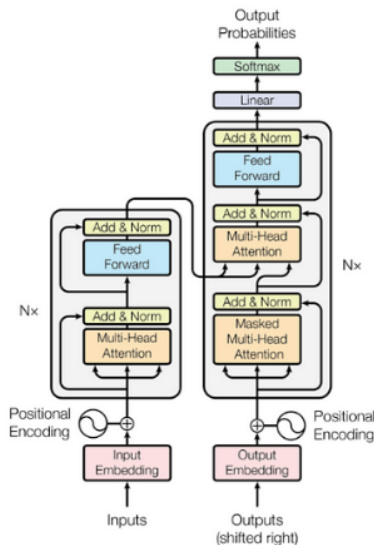 Output
Probabilities
Softmax
Linear
Add & Norm
Feed
Forward
Add & Norm
Multi-Head
Attention
Add & Norm
Masked
Multi-Head
Attention
Nx
Positional
Encoding
Output
Embedding
Outputs
(shifted right)
Add & Norm
Feed
Forward
Add & Norm
Multi-Head
Attention
Nx
Positional
Encoding
Input
Embedding
Inputs